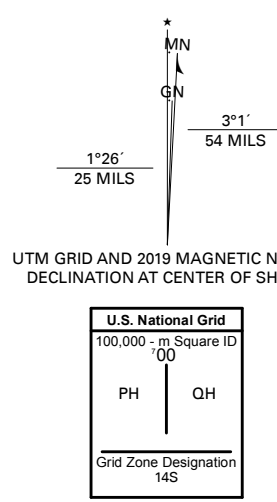 ★
MN
GN
3°1´
54 MILS
1°26´
25 MILS
UTM GRID AND 2019 MAGNETIC N
DECLINATION AT CENTER OF SH
U.S. National Grid
100,000 - m Square ID
⁷00
PH QH
Grid Zone Designation
14S